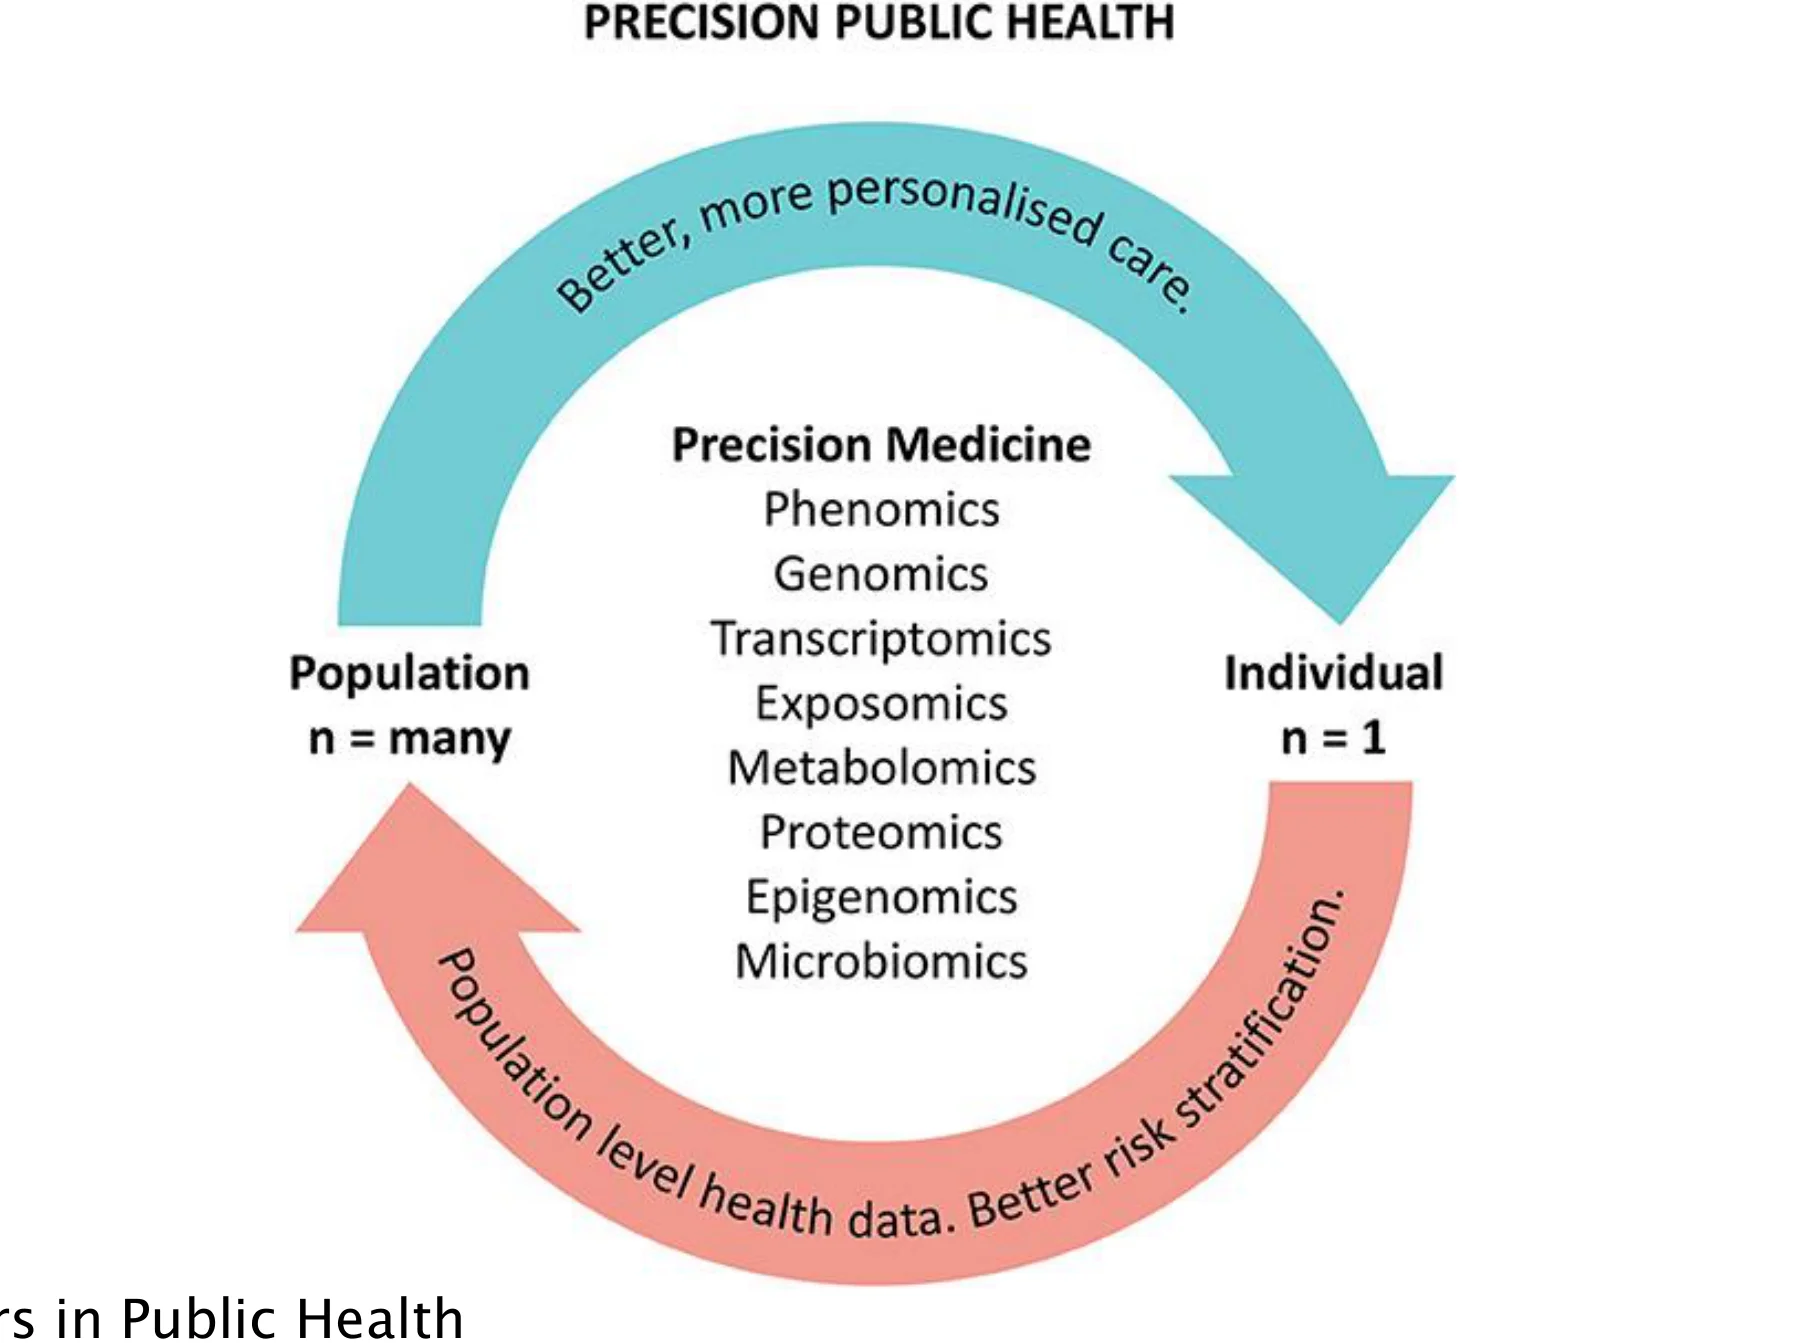 PRECISION PUBLIC HEALTH
Better, more personalised care.
Precision Medicine
Phenomics
Genomics
Transcriptomics
Exposomics
Metabolomics
Proteomics
Epigenomics
Microbiomics
Population
n = many
Individual
n = 1
Population level health data. Better risk stratification.
rs in Public Health